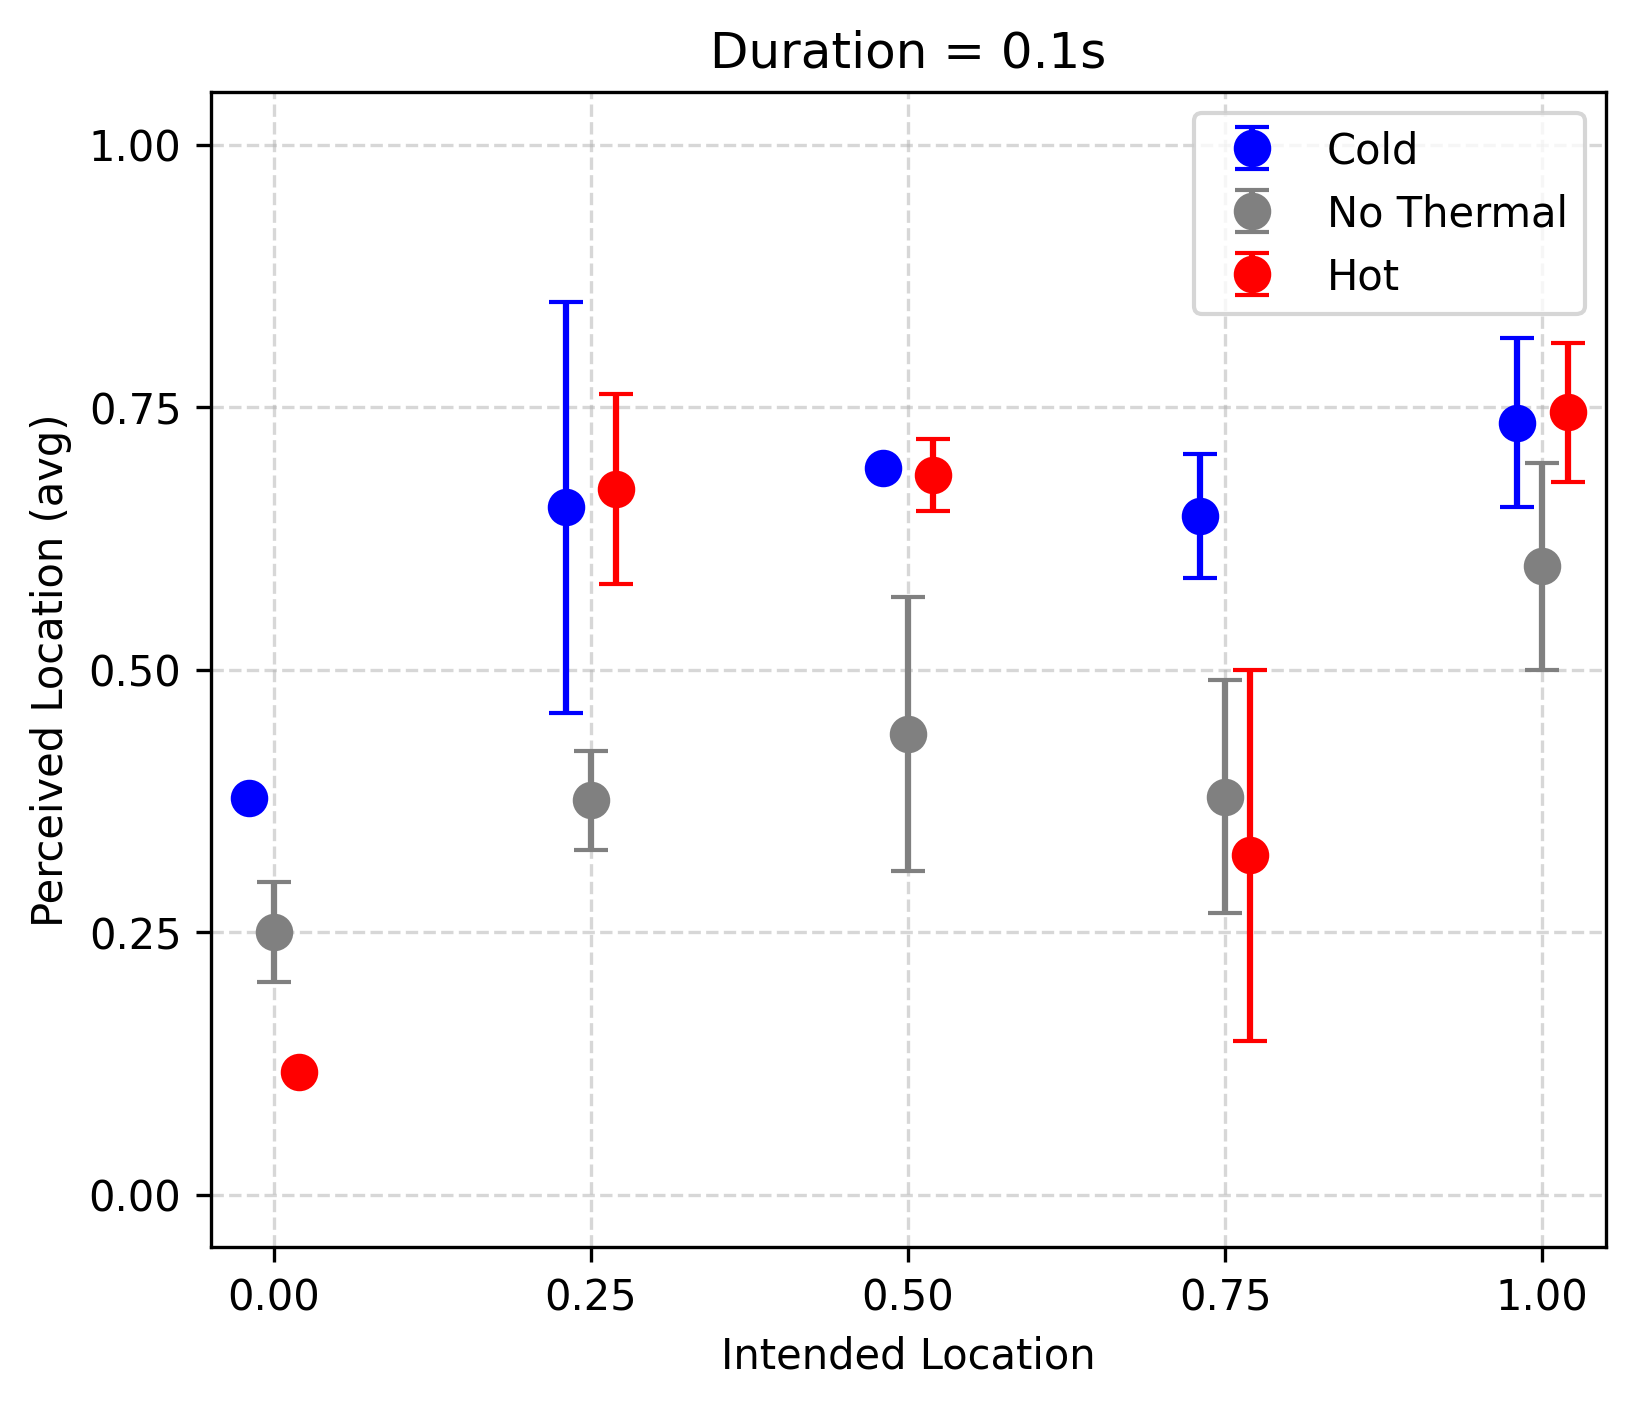 Duration = 0.1s
Cold
No Thermal
Hot
1.00
0.75
0.50
0.25
0.00
Perceived Location (avg)
0.00 0.25 0.50 0.75 1.00
Intended Location